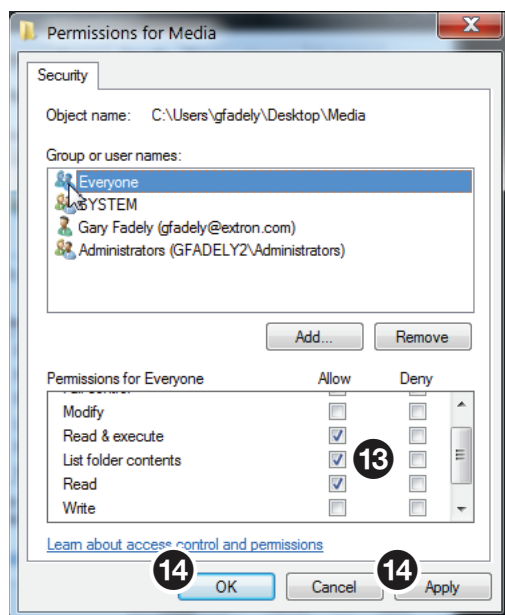 Permissions for Media
Security
Object name: C:\Users\gfadely\Desktop\Media
Group or user names:
Everyone
SYSTEM
Gary Fadely (gfadely@extron.com)
Administrators (GFADELY2\Administrators)
Add... Remove
Permissions for Everyone Allow Deny
Modify
Read & execute
List folder contents 13
Read
Write
Learn about access control and permissions
14 14
OK Cancel Apply